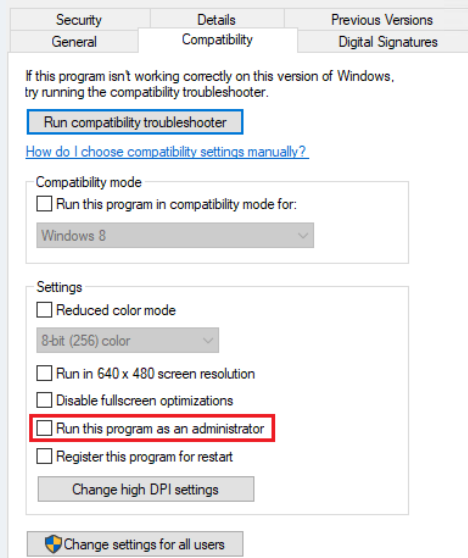 Security Details Previous Versions
General Compatibility Digital Signatures
If this program isn't working correctly on this version of Windows,
try running the compatibility troubleshooter.
Run compatibility troubleshooter
How do I choose compatibility settings manually?
Compatibility mode
Run this program in compatibility mode for:
Windows 8
Settings
Reduced color mode
8-bit (256) color
Run in 640 x 480 screen resolution
Disable fullscreen optimizations
Run this program as an administrator
Register this program for restart
Change high DPI settings
Change settings for all users